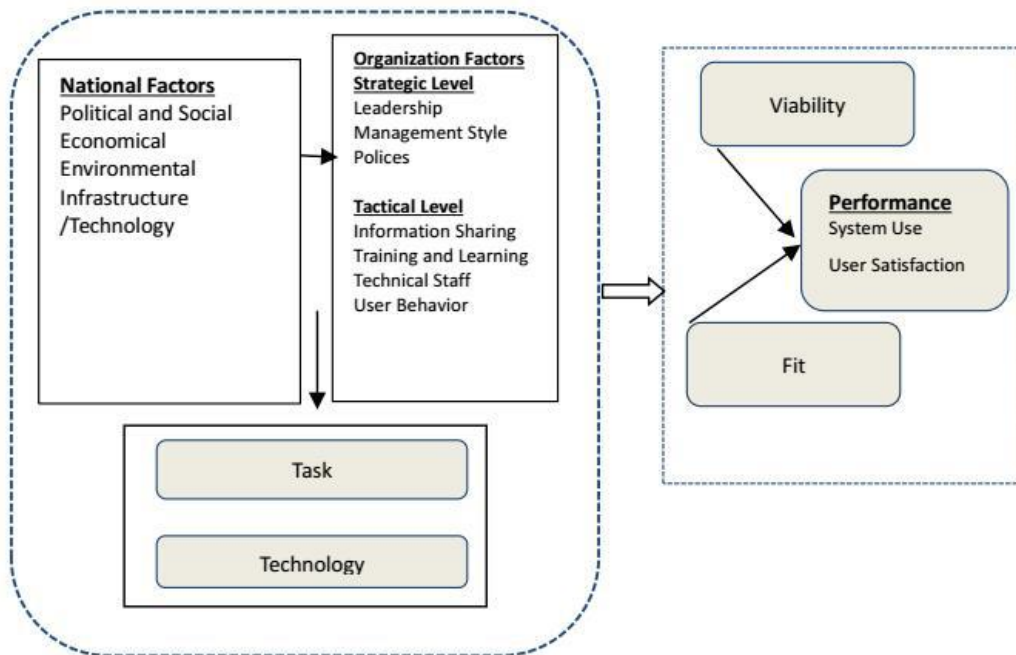 National Factors
Political and Social
Economical
Environmental
Infrastructure
/Technology
Organization Factors
Strategic Level
Leadership
Management Style
Polices
Tactical Level
Information Sharing
Training and Learning
Technical Staff
User Behavior
Task
Technology
Viability
Performance
System Use
User Satisfaction
Fit